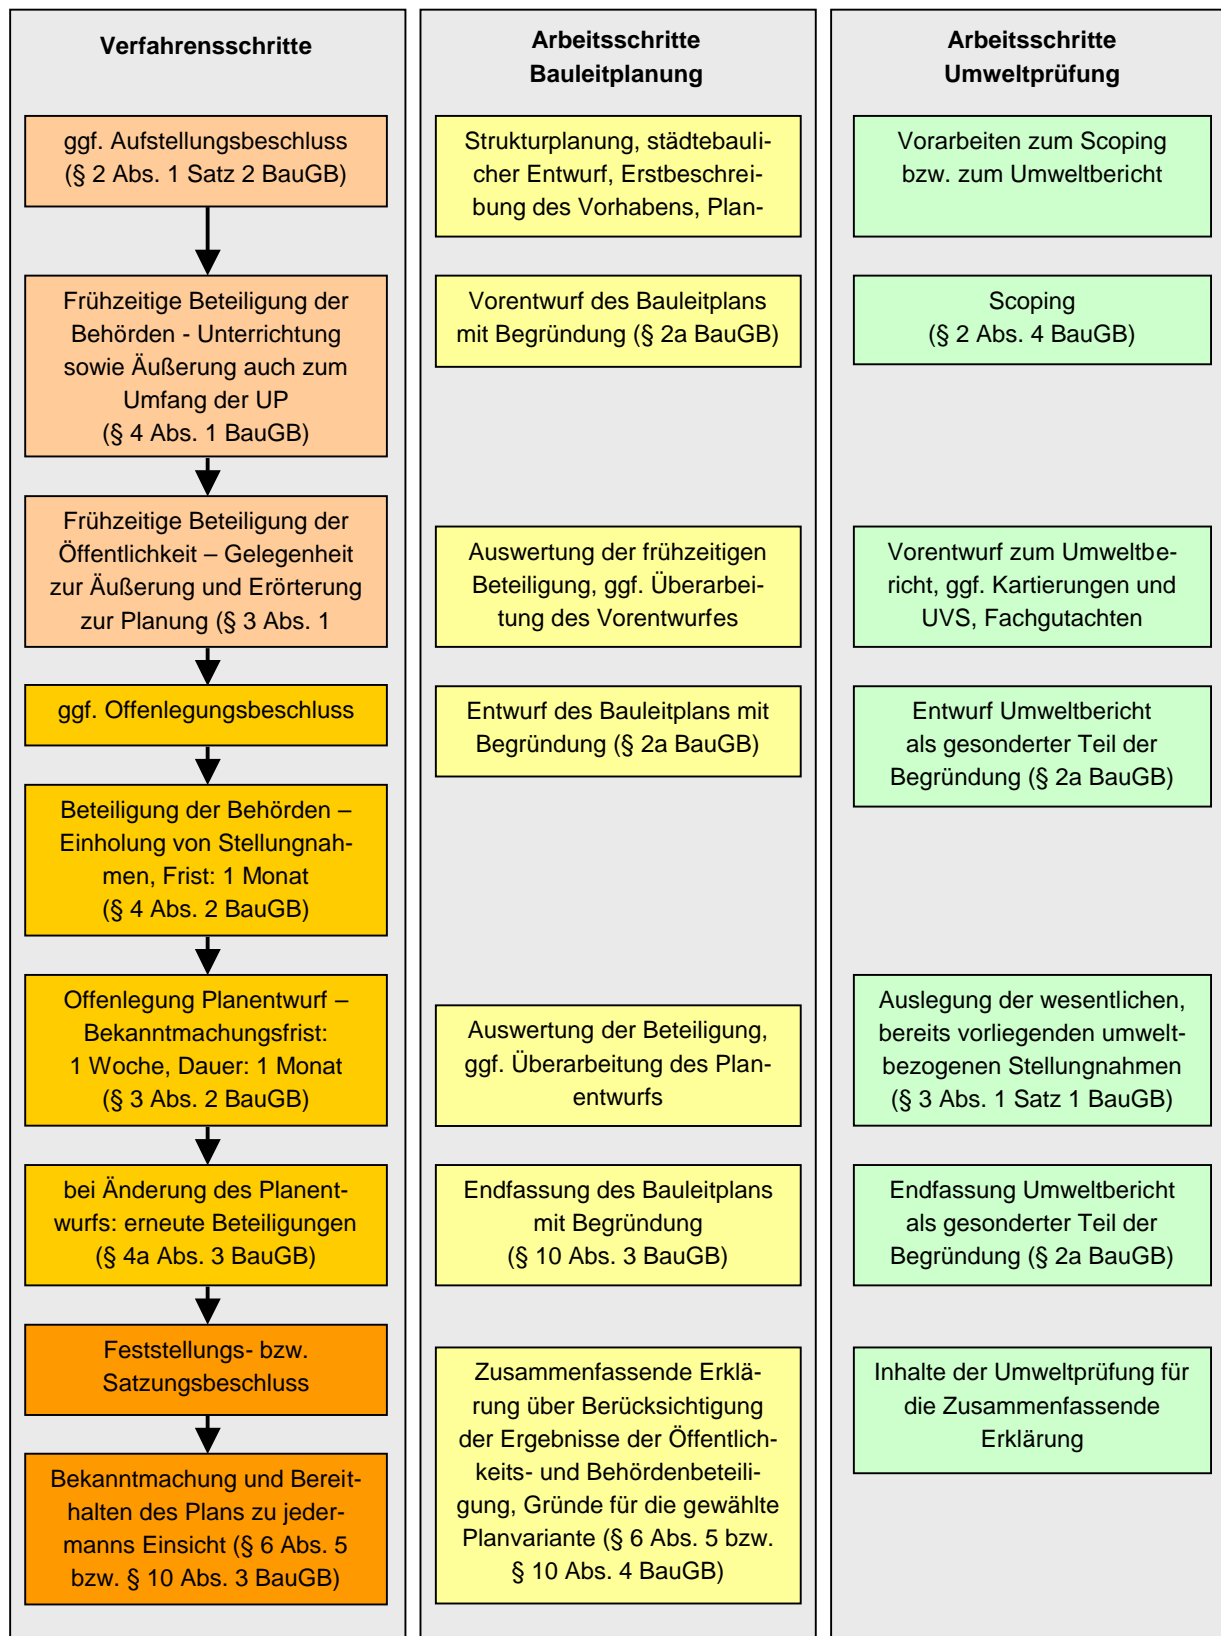 Verfahrensschritte
ggf. Aufstellungsbeschluss
(§ 2 Abs. 1 Satz 2 BauGB)
Frühzeitige Beteiligung der
Behörden - Unterrichtung
sowie Äußerung auch zum
Umfang der UP
(§ 4 Abs. 1 BauGB)
Frühzeitige Beteiligung der
Öffentlichkeit – Gelegenheit
zur Äußerung und Erörterung
zur Planung (§ 3 Abs. 1
ggf. Offenlegungsbeschluss
Beteiligung der Behörden –
Einholung von Stellungnah-
men, Frist: 1 Monat
(§ 4 Abs. 2 BauGB)
Offenlegung Planentwurf –
Bekanntmachungsfrist:
1 Woche, Dauer: 1 Monat
(§ 3 Abs. 2 BauGB)
bei Änderung des Planent-
wurfs: erneute Beteiligungen
(§ 4a Abs. 3 BauGB)
Feststellungs- bzw.
Satzungsbeschluss
Bekanntmachung und Bereit-
halten des Plans zu jeder-
manns Einsicht (§ 6 Abs. 5
bzw. § 10 Abs. 3 BauGB)
Arbeitsschritte
Bauleitplanung
Strukturplanung, städtebauli-
cher Entwurf, Erstbeschrei-
bung des Vorhabens, Plan-
Vorentwurf des Bauleitplans
mit Begründung (§ 2a BauGB)
Auswertung der frühzeitigen
Beteiligung, ggf. Überarbei-
tung des Vorentwurfes
Entwurf des Bauleitplans mit
Begründung (§ 2a BauGB)
Auswertung der Beteiligung,
ggf. Überarbeitung des Plan-
entwurfs
Endfassung des Bauleitplans
mit Begründung
(§ 10 Abs. 3 BauGB)
Zusammenfassende Erklä-
rung über Berücksichtigung
der Ergebnisse der Öffentlich-
keits- und Behördenbeteili-
gung, Gründe für die gewählte
Planvariante (§ 6 Abs. 5 bzw.
§ 10 Abs. 4 BauGB)
Arbeitsschritte
Umweltprüfung
Vorarbeiten zum Scoping
bzw. zum Umweltbericht
Scoping
(§ 2 Abs. 4 BauGB)
Vorentwurf zum Umweltbe-
richt, ggf. Kartierungen und
UVS, Fachgutachten
Entwurf Umweltbericht
als gesonderter Teil der
Begründung (§ 2a BauGB)
Auslegung der wesentlichen,
bereits vorliegenden umwelt-
bezogenen Stellungnahmen
(§ 3 Abs. 1 Satz 1 BauGB)
Endfassung Umweltbericht
als gesonderter Teil der
Begründung (§ 2a BauGB)
Inhalte der Umweltprüfung für
die Zusammenfassende
Erklärung